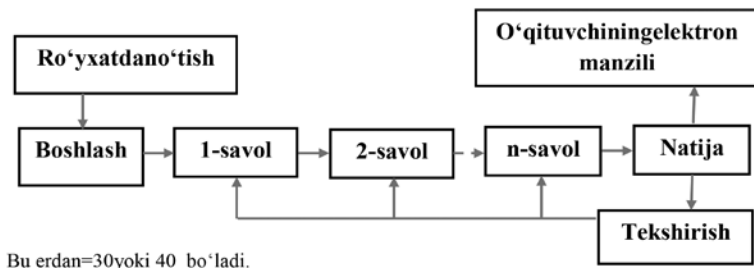 Ro‘yxatdano‘tish
O‘qituvchiningelektron
manzili
Boshlash
1-savol
2-savol
n-savol
Natija
Tekshirish
Bu erdan=30yoki 40 bo‘ladi.